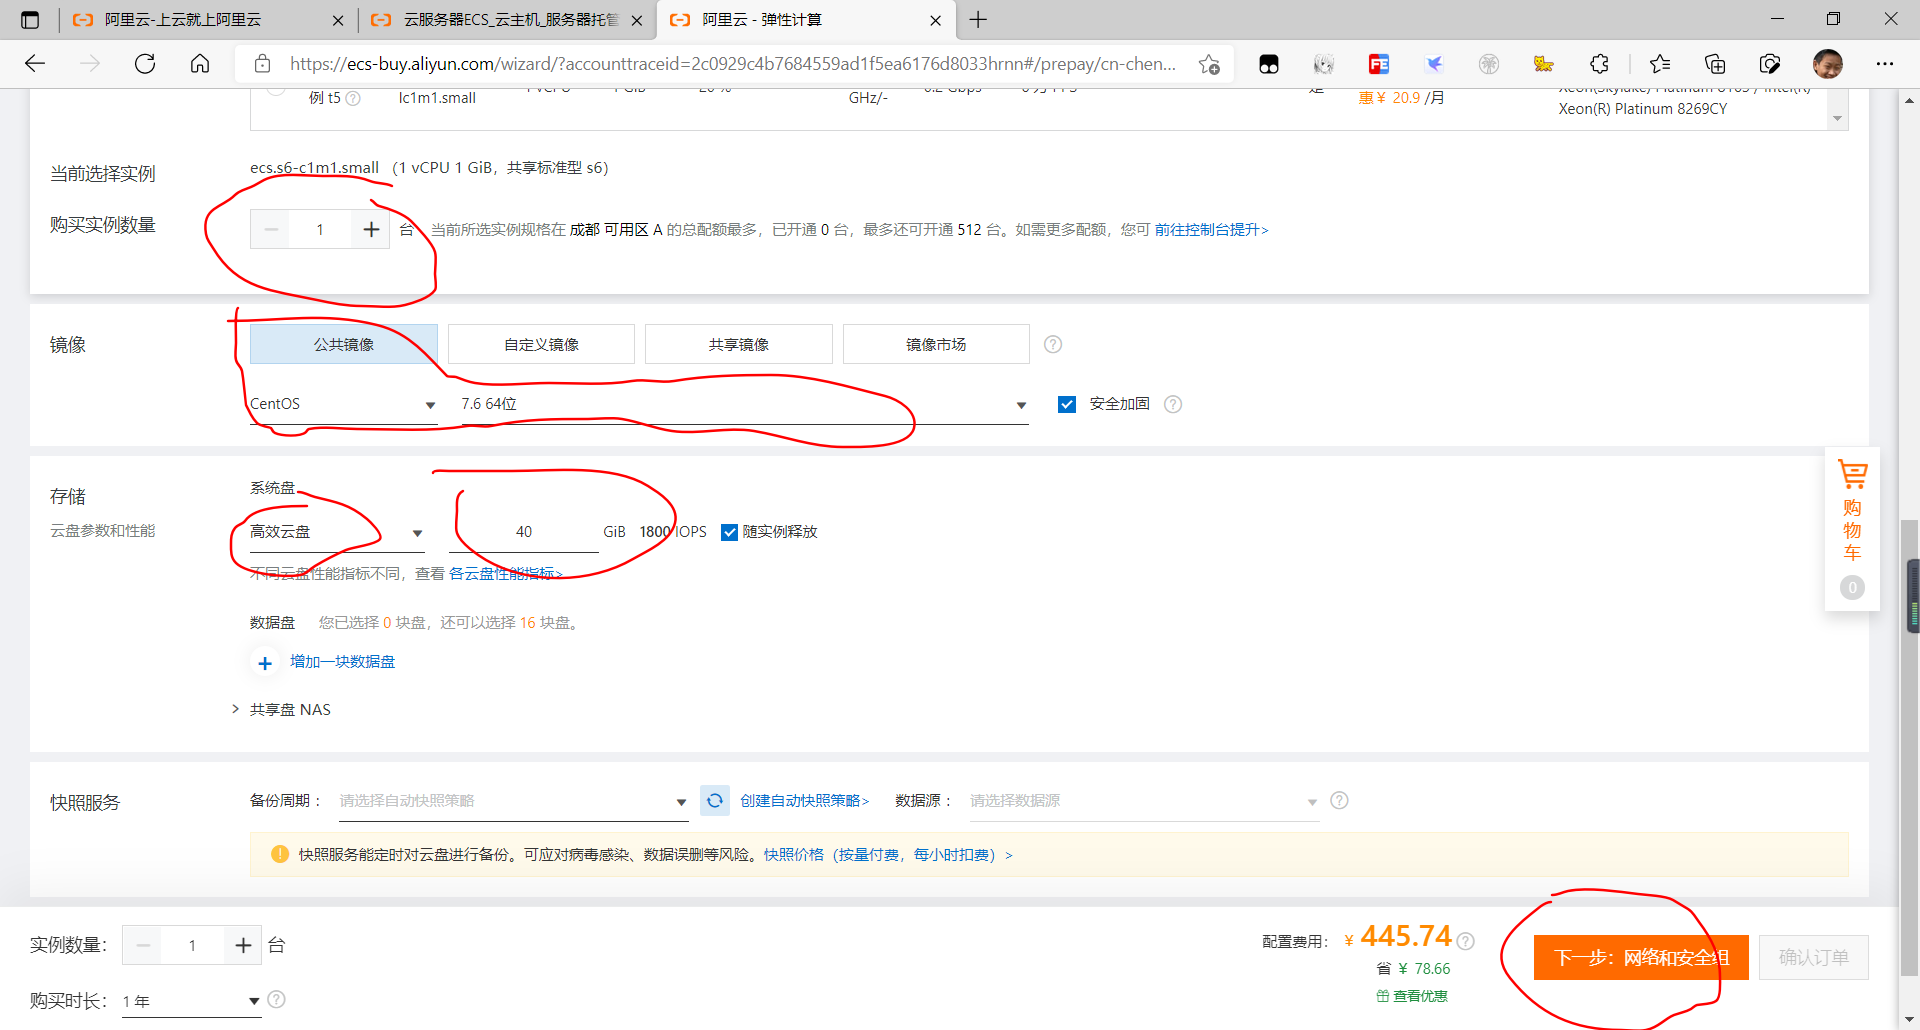 阿里云-上云就上阿里云
云服务器ECS_云主机_服务器托管
阿里云 - 弹性计算
https://ecs-buy.aliyun.com/wizard/?accounttraceid=2c0929c4b7684559ad1f5ea6176d8033hrnn#/prepay/cn-chen...
例 t5
lc1m1.small
GHz/-
惠¥ 20.9 /月
Xeon(R) Platinum 8269CY
当前选择实例
ecs.s6-c1m1.small (1 vCPU 1 GiB，共享标准型 s6)
购买实例数量
1
台
当前所选实例规格在 成都 可用区 A 的总配额最多，已开通 0 台，最多还可开通 512 台。如需更多配额，您可 前往控制台提升>
镜像
公共镜像
自定义镜像
共享镜像
镜像市场
CentOS
7.6 64位
安全加固
存储
系统盘
云盘参数和性能
高效云盘
40
GiB
1800 IOPS
随实例释放
不同云盘性能指标不同，查看 各云盘性能指标>
数据盘
您已选择 0 块盘，还可以选择 16 块盘。
+ 增加一块数据盘
> 共享盘 NAS
购物车
0
快照服务
备份周期：
请选择自动快照策略
创建自动快照策略>
数据源：
请选择数据源
快照服务能定时对云盘进行备份。可应对病毒感染、数据误删等风险。快照价格（按量付费，每小时扣费）>
实例数量：
1
台
配置费用：
¥ 445.74
省 ¥ 78.66
查看优惠
下一步：网络和安全组
确认订单
购买时长：
1 年